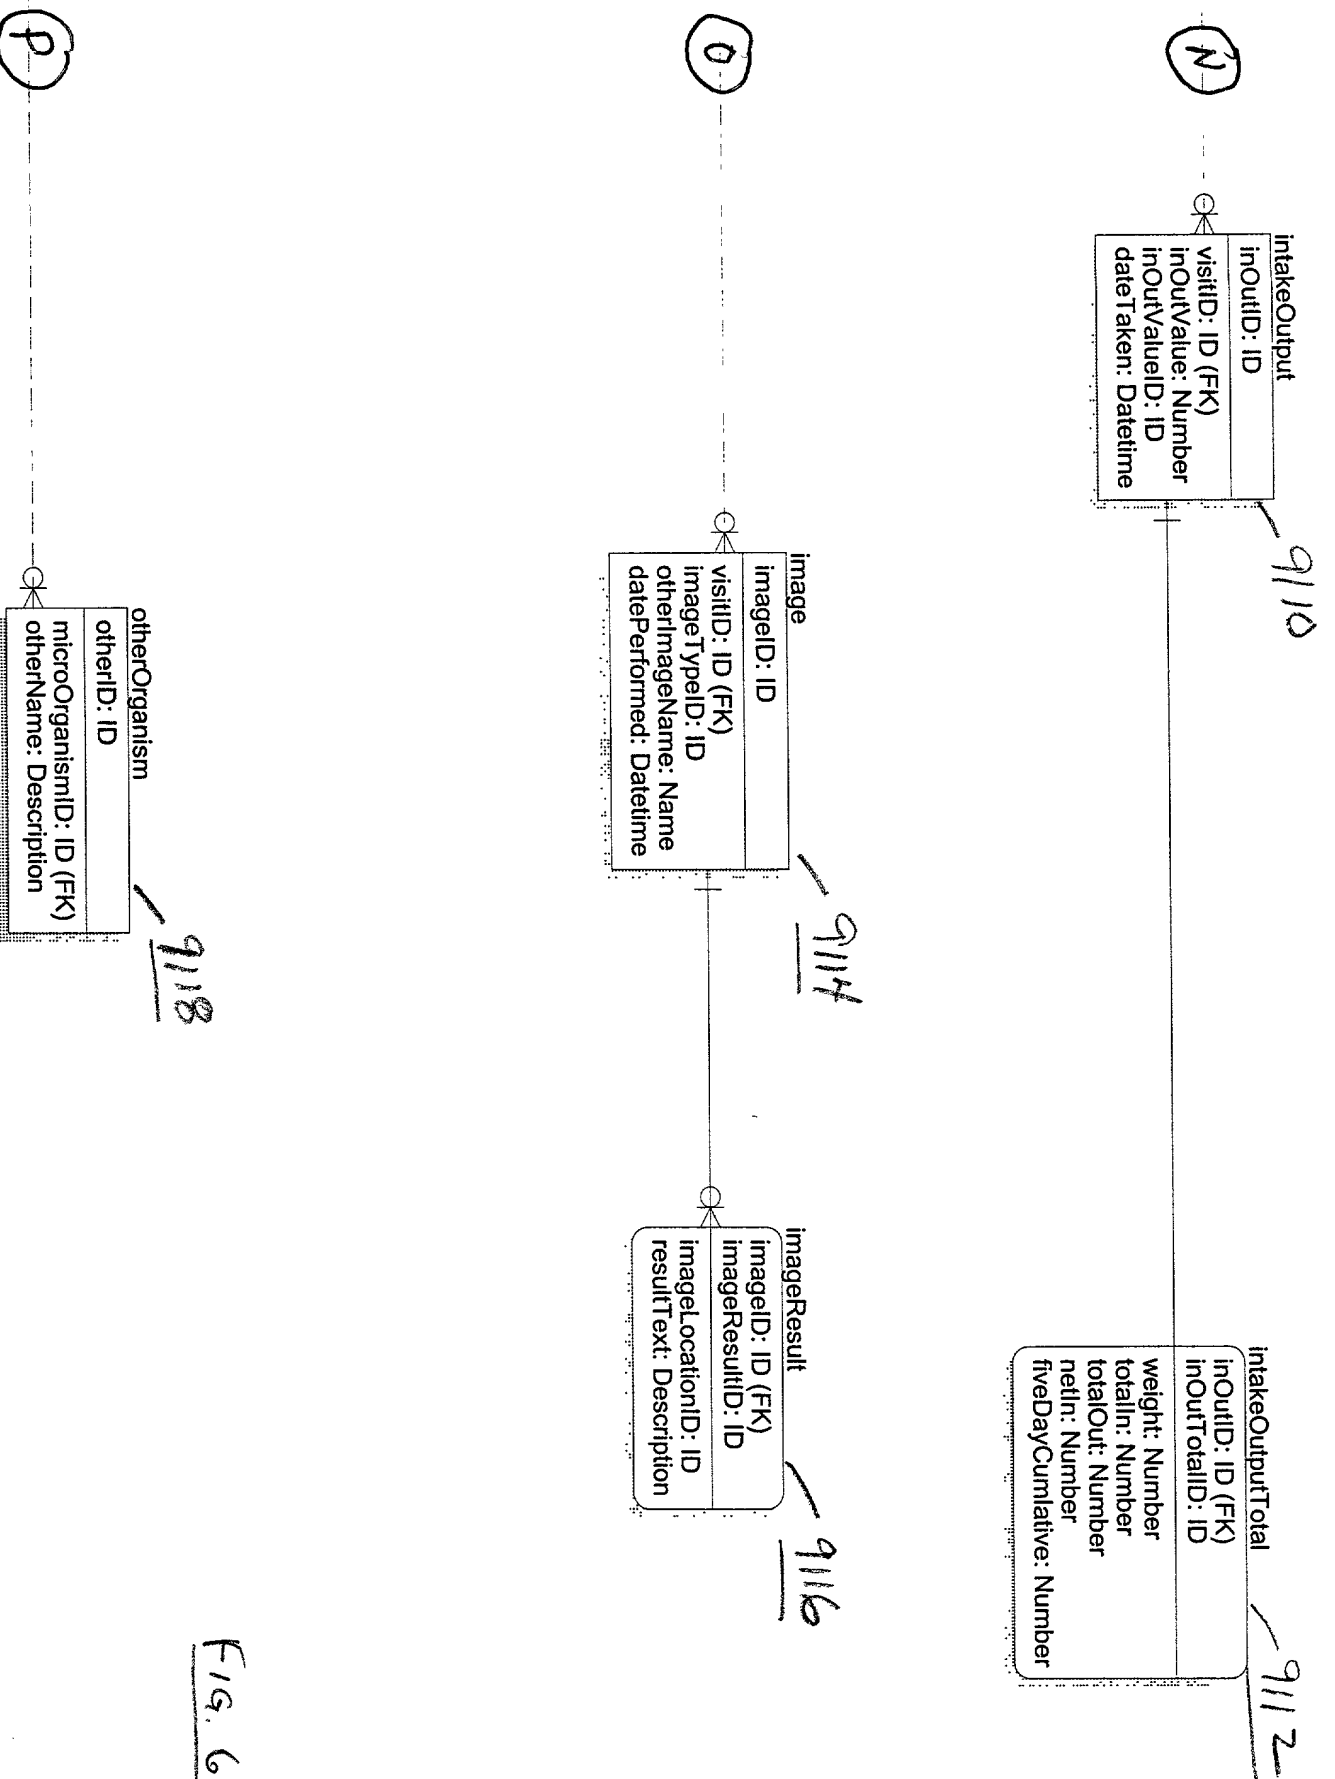 N
intakeOutput
inOutID: ID
visitID: ID (FK)
inOutValue: Number
inOutValueID: ID
dateTaken: Datetime
9110
intakeOutputTotal
inOutID: ID (FK)
inOutTotalID: ID
weight: Number
totalIn: Number
totalOut: Number
netIn: Number
fiveDayCumlative: Number
9112
O
image
imageID: ID
visitID: ID (FK)
imageTypeID: ID
otherImageName: Name
datePerformed: Datetime
9114
imageResult
imageID: ID (FK)
imageResultID: ID
imageLocationID: ID
resultText: Description
9116
P
otherOrganism
otherID: ID
microOrganismID: ID (FK)
otherName: Description
9118
FIG. 6